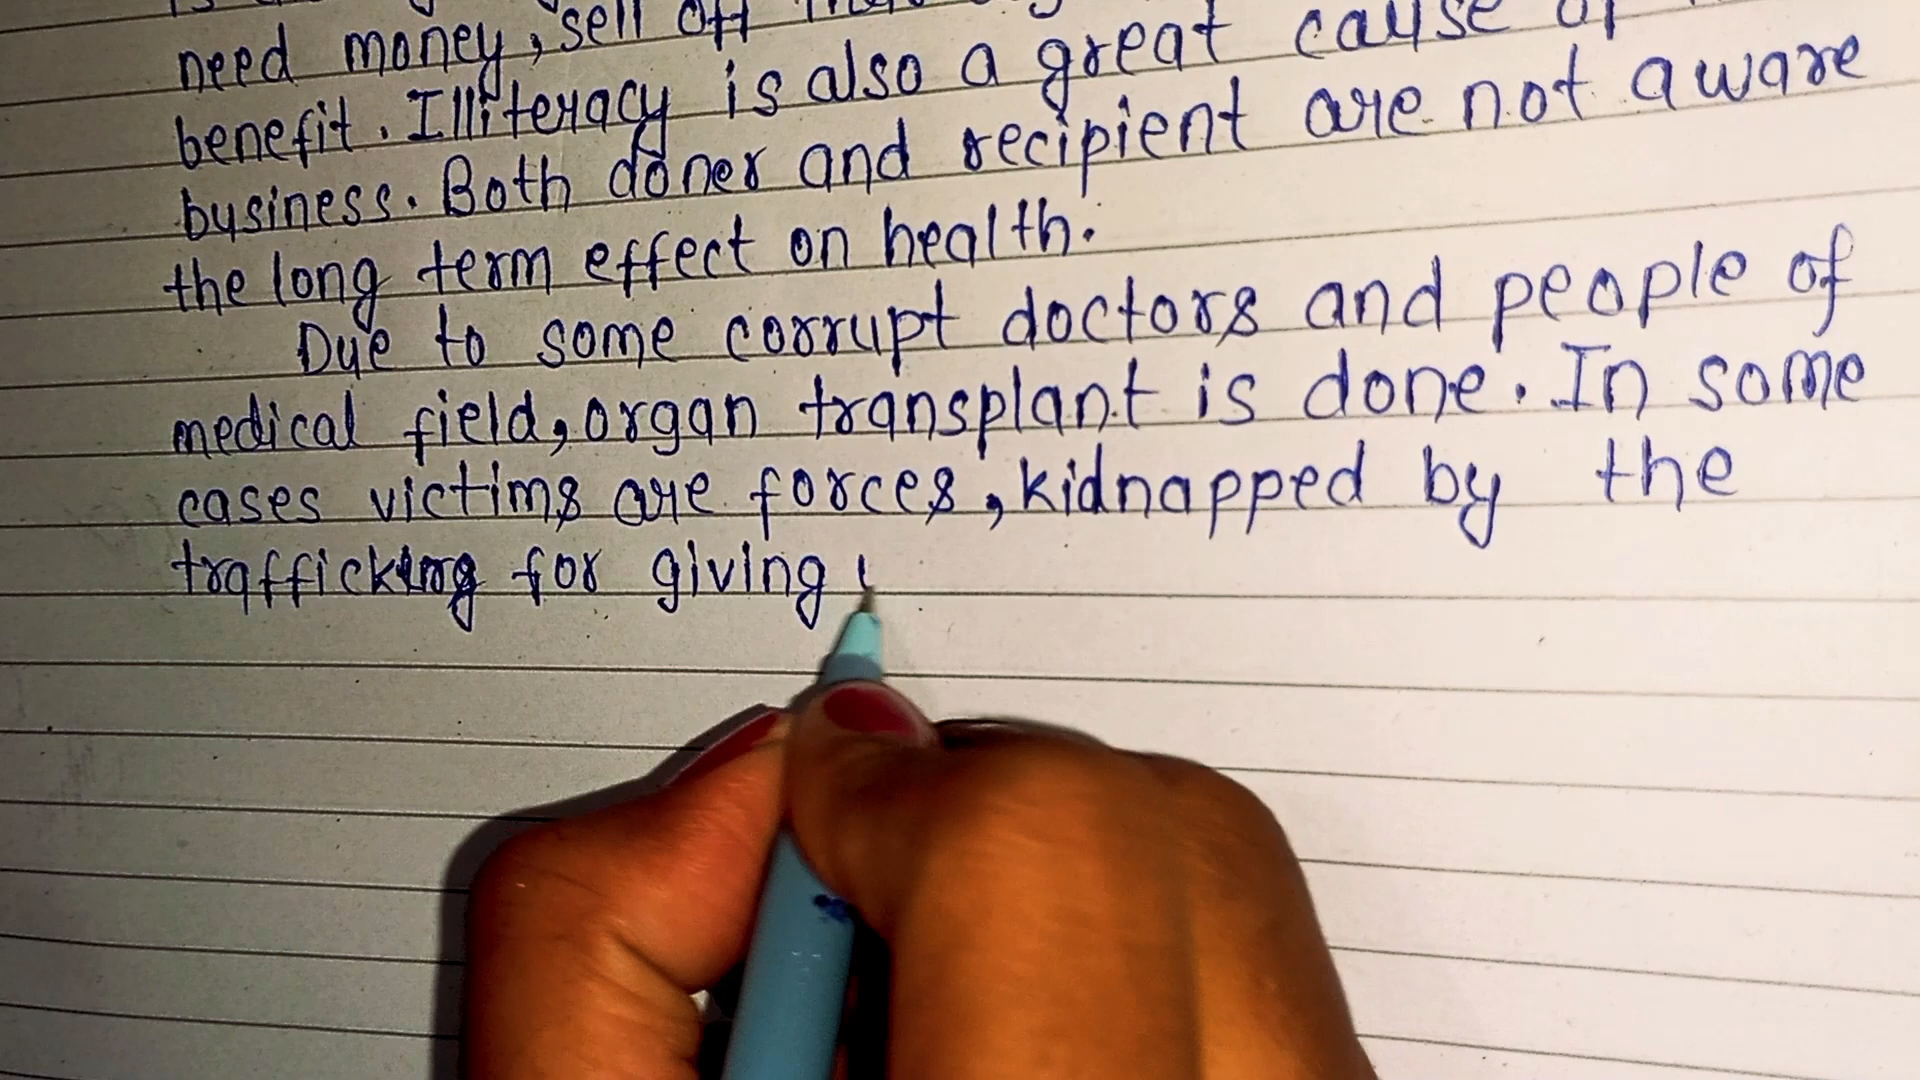 need money, sell off
benefit. Illiteracy is also a great cause of
business. Both doner and recipient are not aware
the long term effect on health.
Due to some corrupt doctors and people of
medical field, organ transplant is done. In some
cases victims are forces, kidnapped by the
trafficking for giving